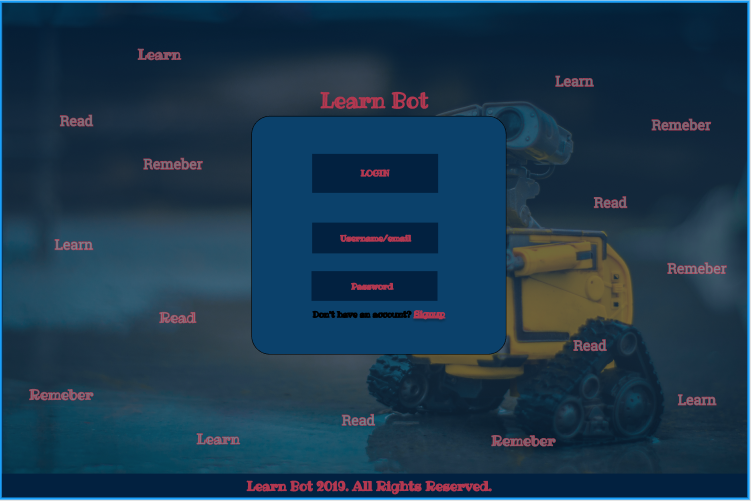 Learn
Learn
Learn Bot
Read
Remeber
Remeber
LOGIN
Read
Username/email
Learn
Remeber
Password
Don't have an account? Signup
Read
Read
Remeber
Learn
Read
Learn
Remeber
Learn Bot 2019. All Rights Reserved.